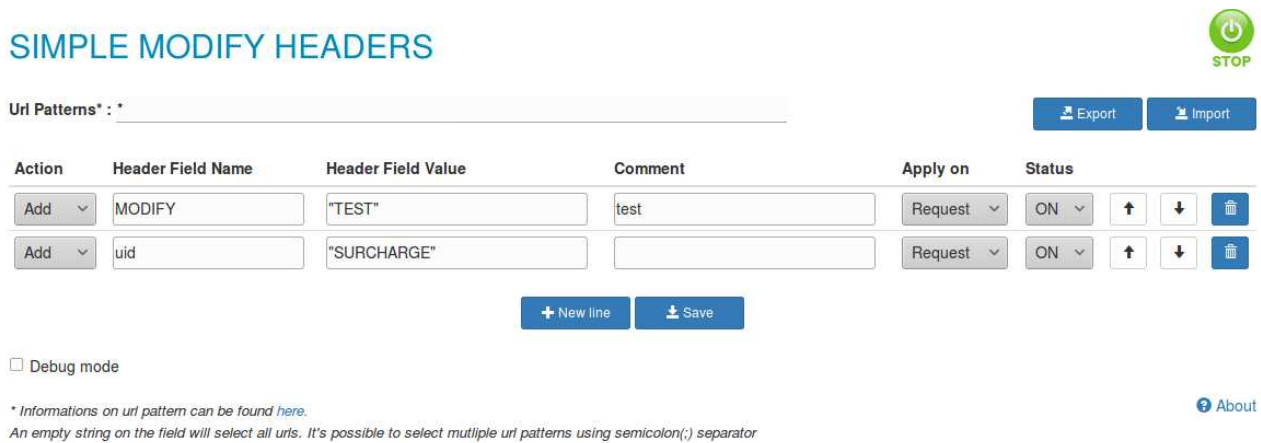 SIMPLE MODIFY HEADERS
STOP
Url Patterns* : *
Export
Import
Action Header Field Name Header Field Value Comment Apply on Status
Add MODIFY "TEST" test Request ON
Add uid "SURCHARGE" Request ON
New line Save
Debug mode
* Informations on url pattern can be found here.
About
An empty string on the field will select all urls. It's possible to select mutliple url patterns using semicolon(;) separator